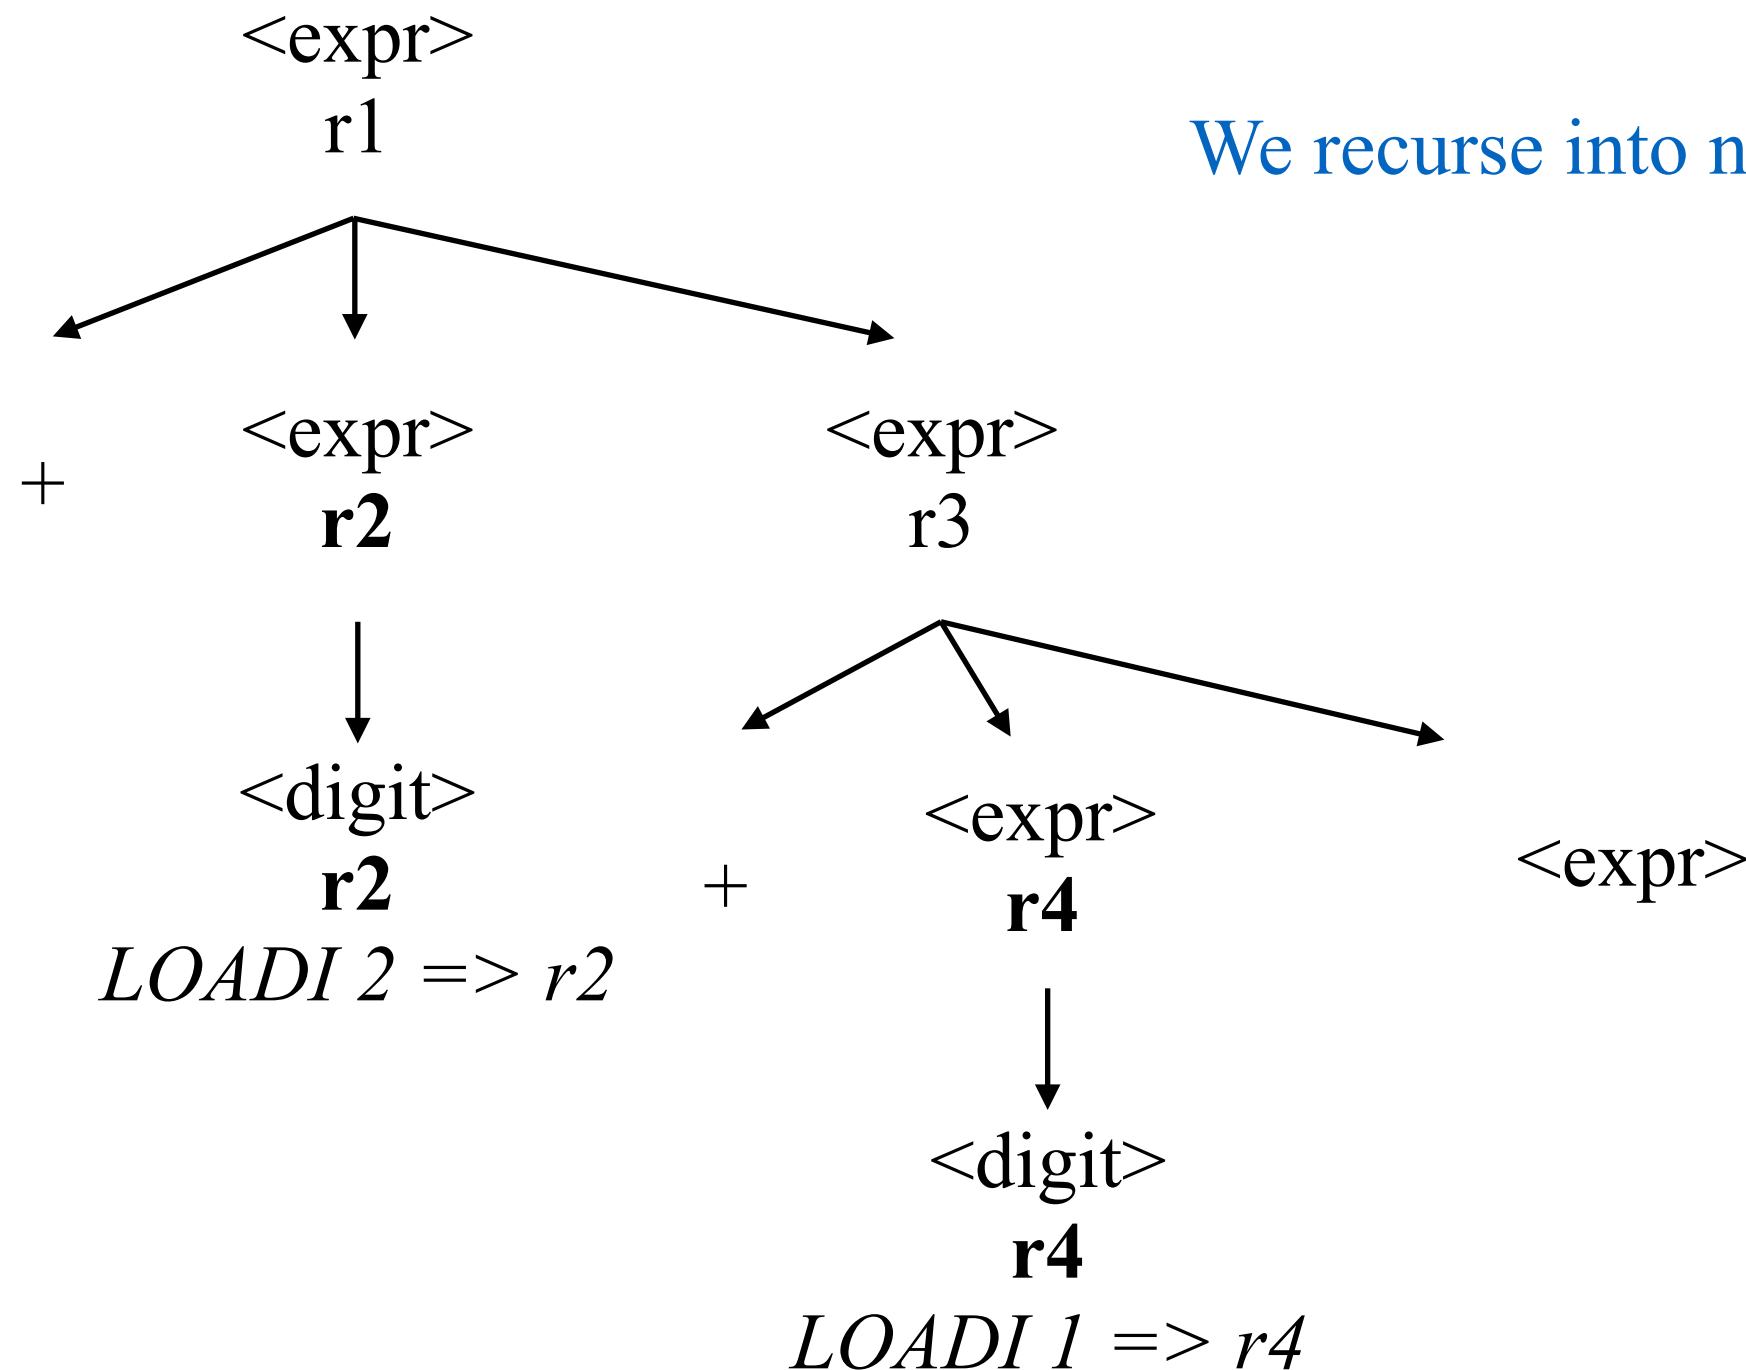 <expr>
r1
We recurse into n
<expr>
<expr>
+
r2
r3
<digit>
r2
LOADI 2 => r2
+
<expr>
r4
<expr>
<digit>
r4
LOADI 1 => r4